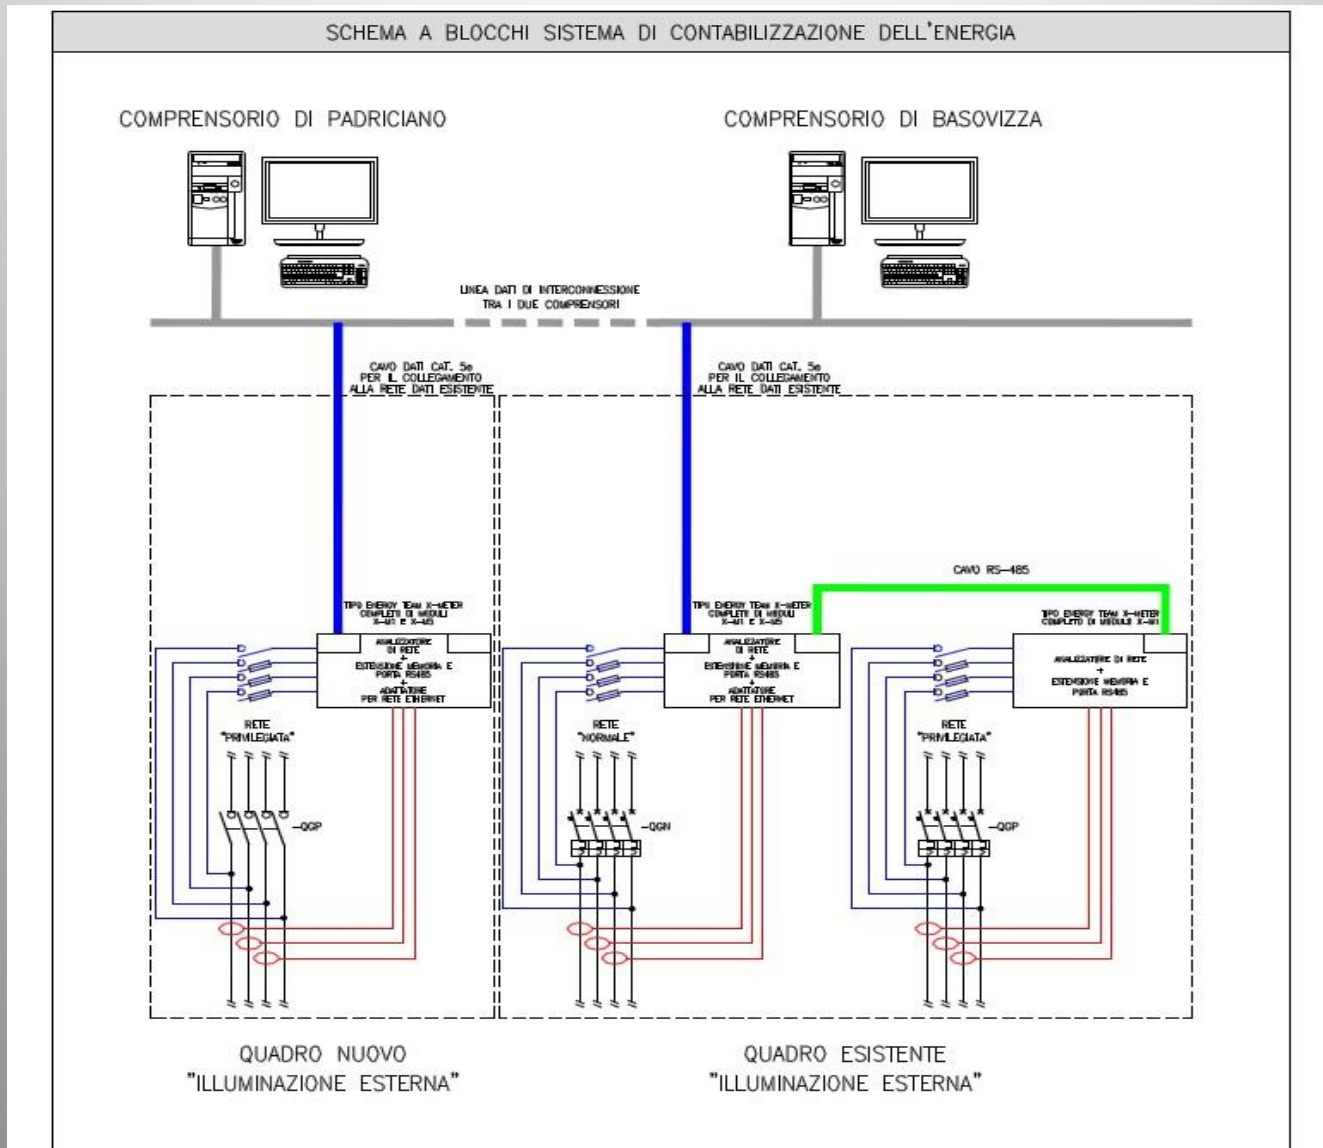 SCHEMA A BLOCCHI SISTEMA DI CONTABILIZZAZIONE DELL'ENERGIA
COMPRENSORIO DI PADRICIANO
COMPRENSORIO DI BASOVIZZA
LINEA DATI DI INTERCONNESSIONE
TRA I DUE COMPRENSORI
CAVO DATI CAT. 5e
PER IL COLLEGAMENTO
ALLA RETE DATI ESISTENTE
CAVO DATI CAT. 5e
PER IL COLLEGAMENTO
ALLA RETE DATI ESISTENTE
CAVO RS-485
TIPO ENERGY TEAM X-METER
COMPLETO DI MODULI
X-M1 E X-M5
ANALIZZATORE
DI RETE
+
ESTENSIONE MEMORIA E
PORTA RS485
+
ADATTATORE
PER RETE ETHERNET
RETE
"PRIVILEGIATA"
-QGP
TIPO ENERGY TEAM X-METER
COMPLETO DI MODULI
X-M1 E X-M5
ANALIZZATORE
DI RETE
+
ESTENSIONE MEMORIA E
PORTA RS485
+
ADATTATORE
PER RETE ETHERNET
RETE
"NORMALE"
-QGN
TIPO ENERGY TEAM X-METER
COMPLETO DI MODULI X-M1
ANALIZZATORE DI RETE
+
ESTENSIONE MEMORIA E
PORTA RS485
RETE
"PRIVILEGIATA"
-QGP
QUADRO NUOVO
"ILLUMINAZIONE ESTERNA"
QUADRO ESISTENTE
"ILLUMINAZIONE ESTERNA"